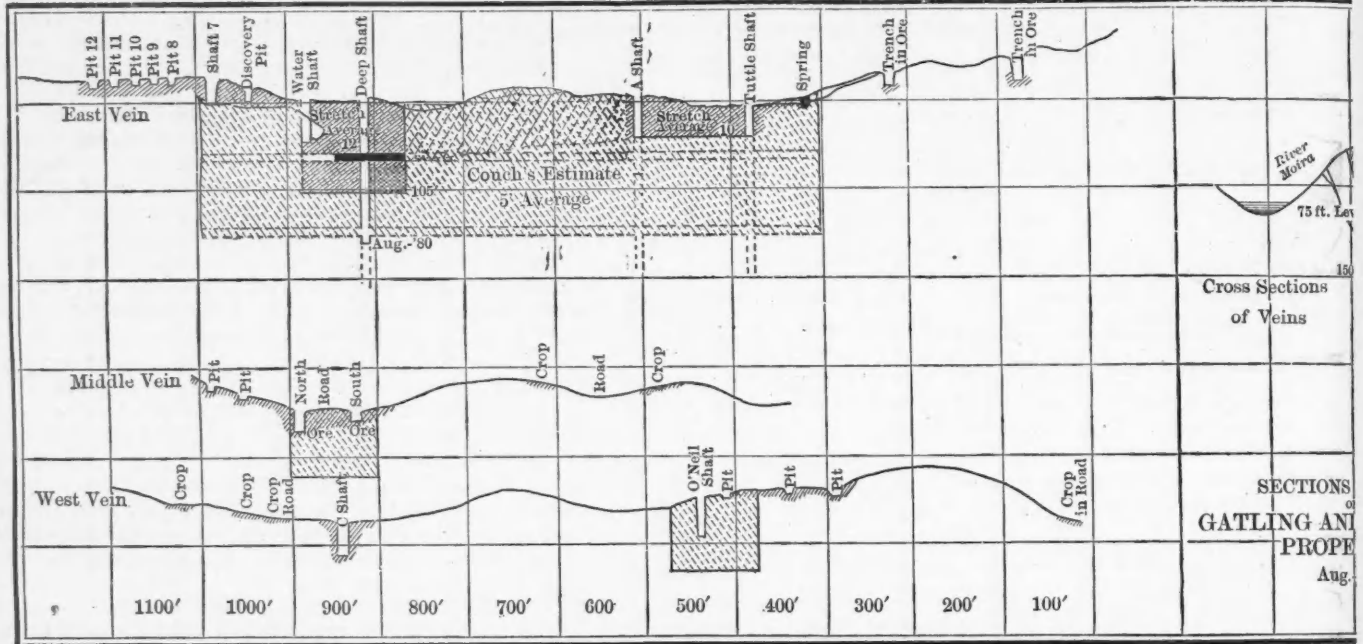 Pit 12
Pit 11
Pit 10
Pit 9
Pit 8
Shaft 7
Discovery
Pit
Water
Shaft
Deep Shaft
A Shaft
Tuttle Shaft
Spring
Trench
in Ore
Trench
in Ore
East Vein
Stretch
Average
12'
Stretch
Average 10'
Couch's Estimate
5' Average
105'
Aug.-'80
River
Moira
75 ft. Lev
150
Cross Sections
of Veins
Middle Vein
Pit
Pit
North
Road
South
Ore
Ore
Crop
Road
Crop
West Vein
Crop
Crop
Crop
Road
C Shaft
O'Neil
Shaft
Pit
Pit
Pit
Crop
in Road
SECTIONS
O
GATLING AN
PROPE
Aug.
1100' 1000' 900' 800' 700' 600' 500' 400' 300' 200' 100'